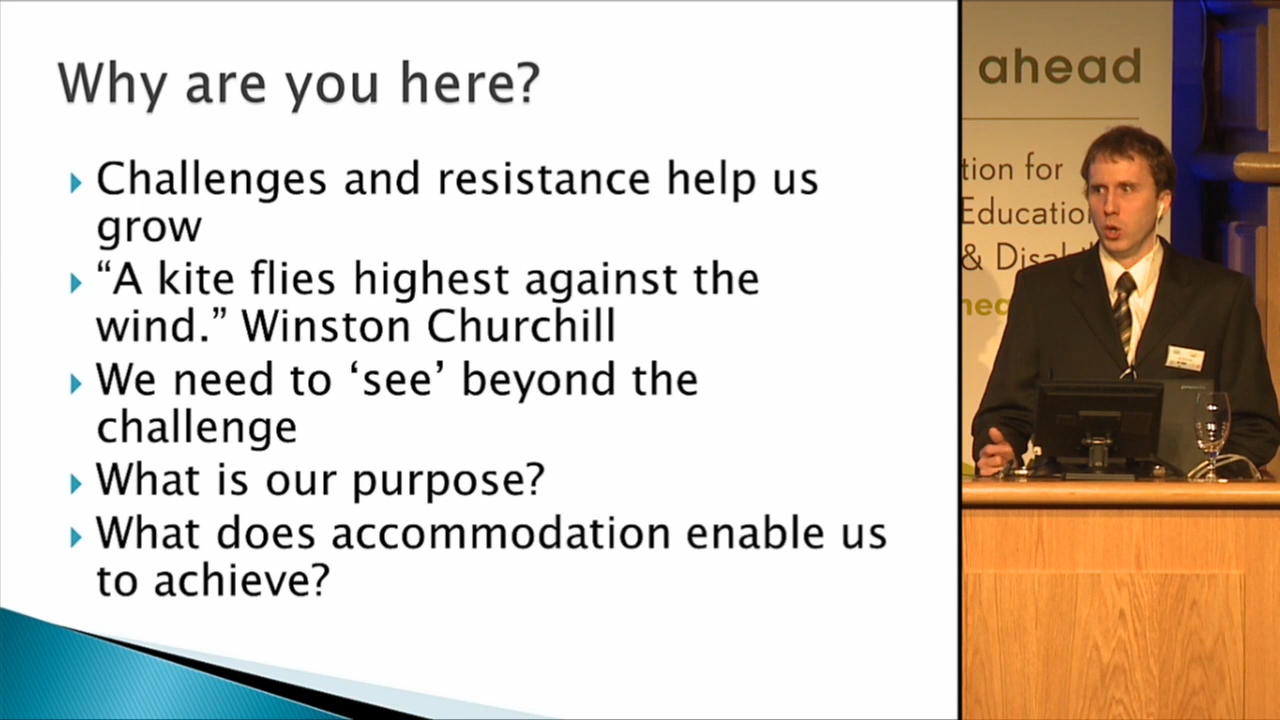 Why are you here?
Challenges and resistance help us
grow
“A kite flies highest against the
wind.” Winston Churchill
We need to ‘see’ beyond the
challenge
What is our purpose?
What does accommodation enable us
to achieve?
ahead
tion for
Educatio
& Disa
hea